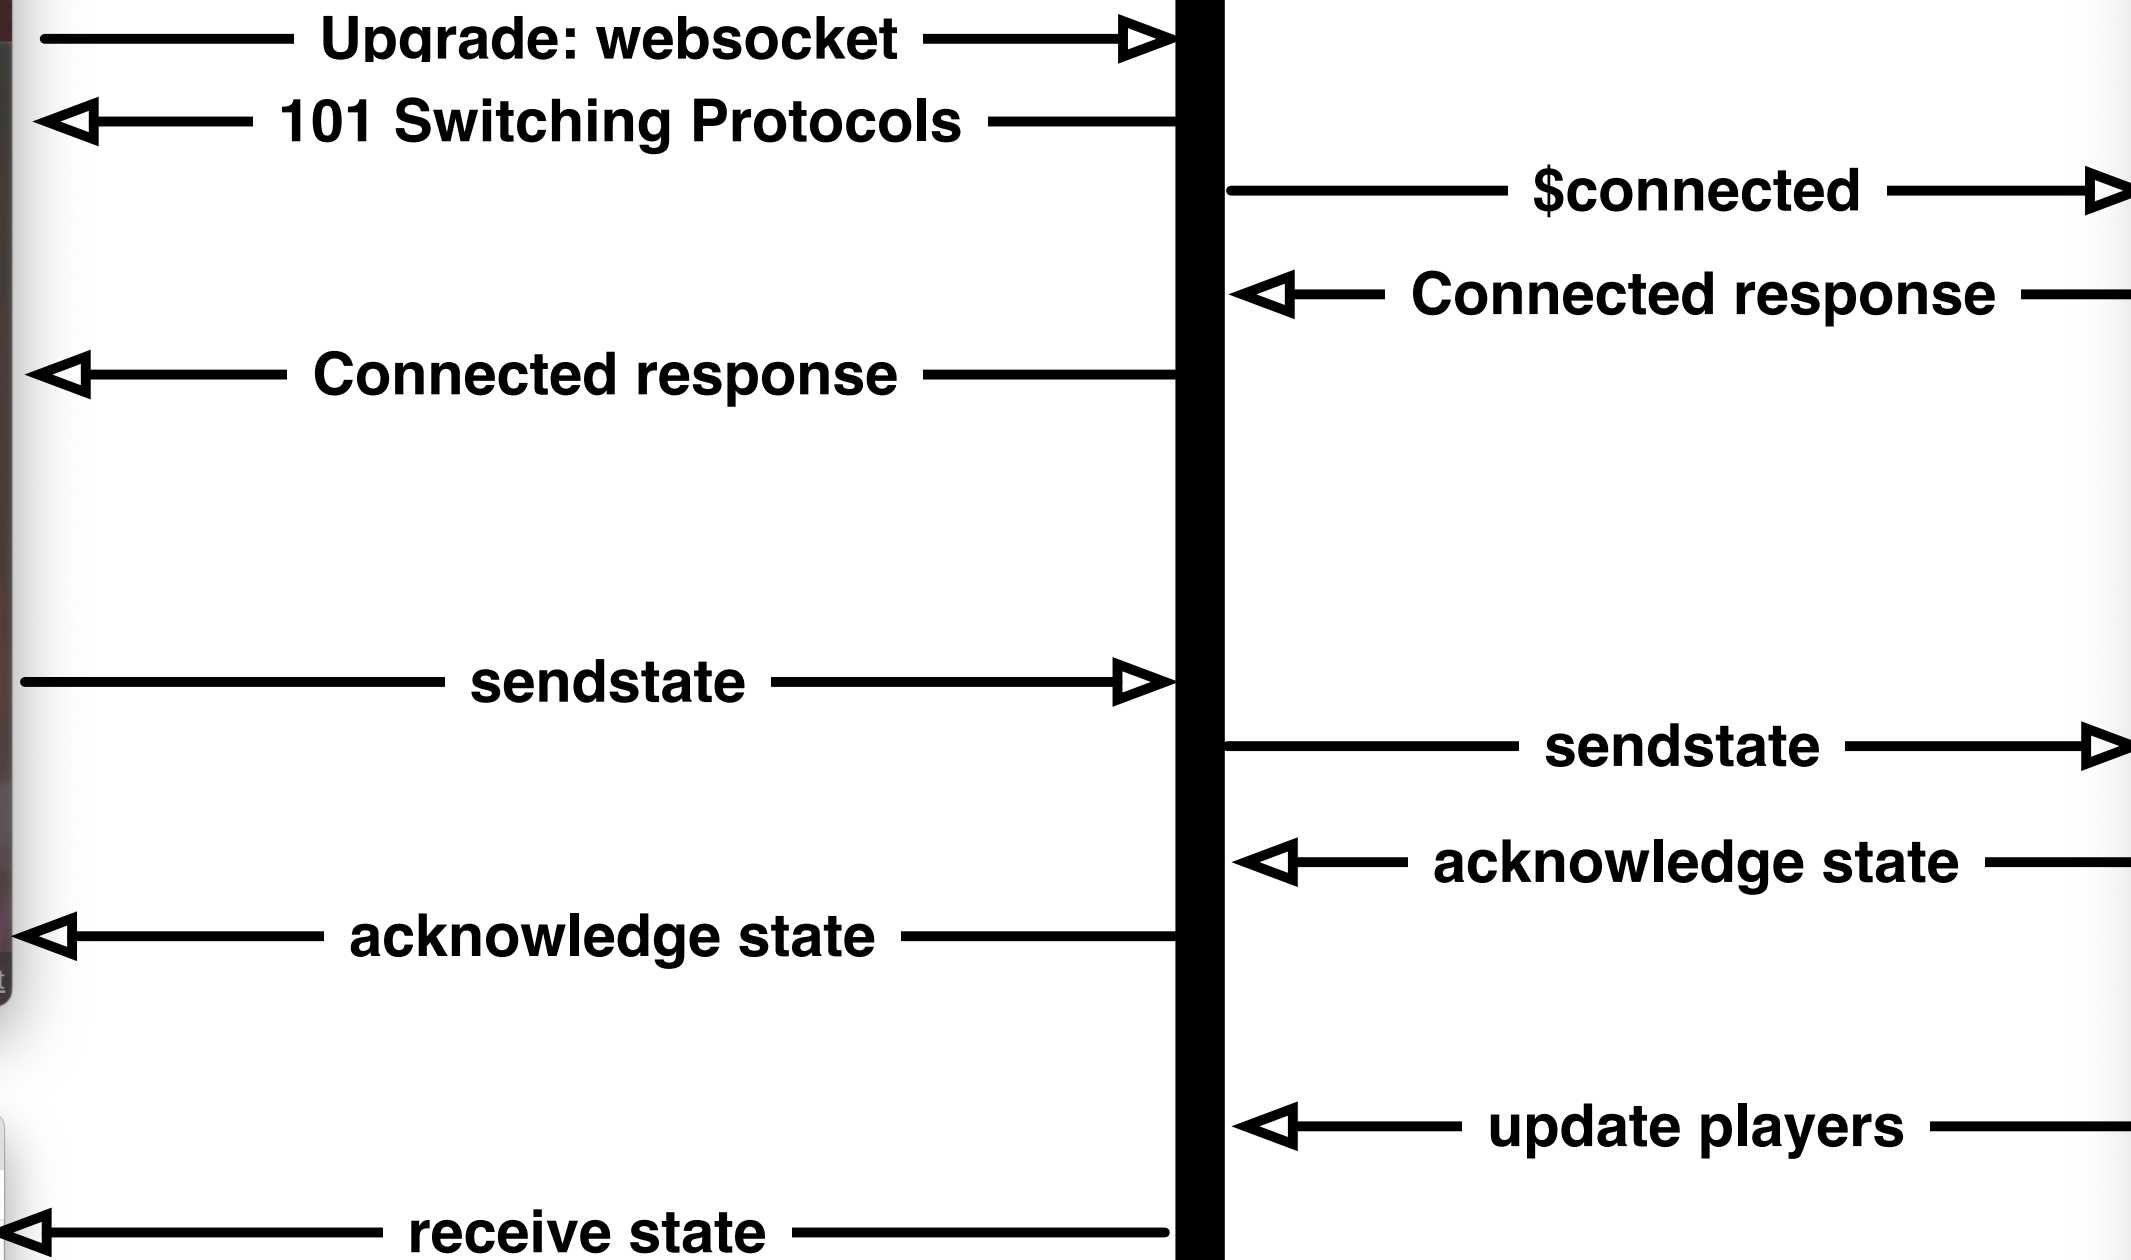 Upgrade: websocket
101 Switching Protocols
$connected
Connected response
Connected response
sendstate
sendstate
acknowledge state
acknowledge state
update players
receive state